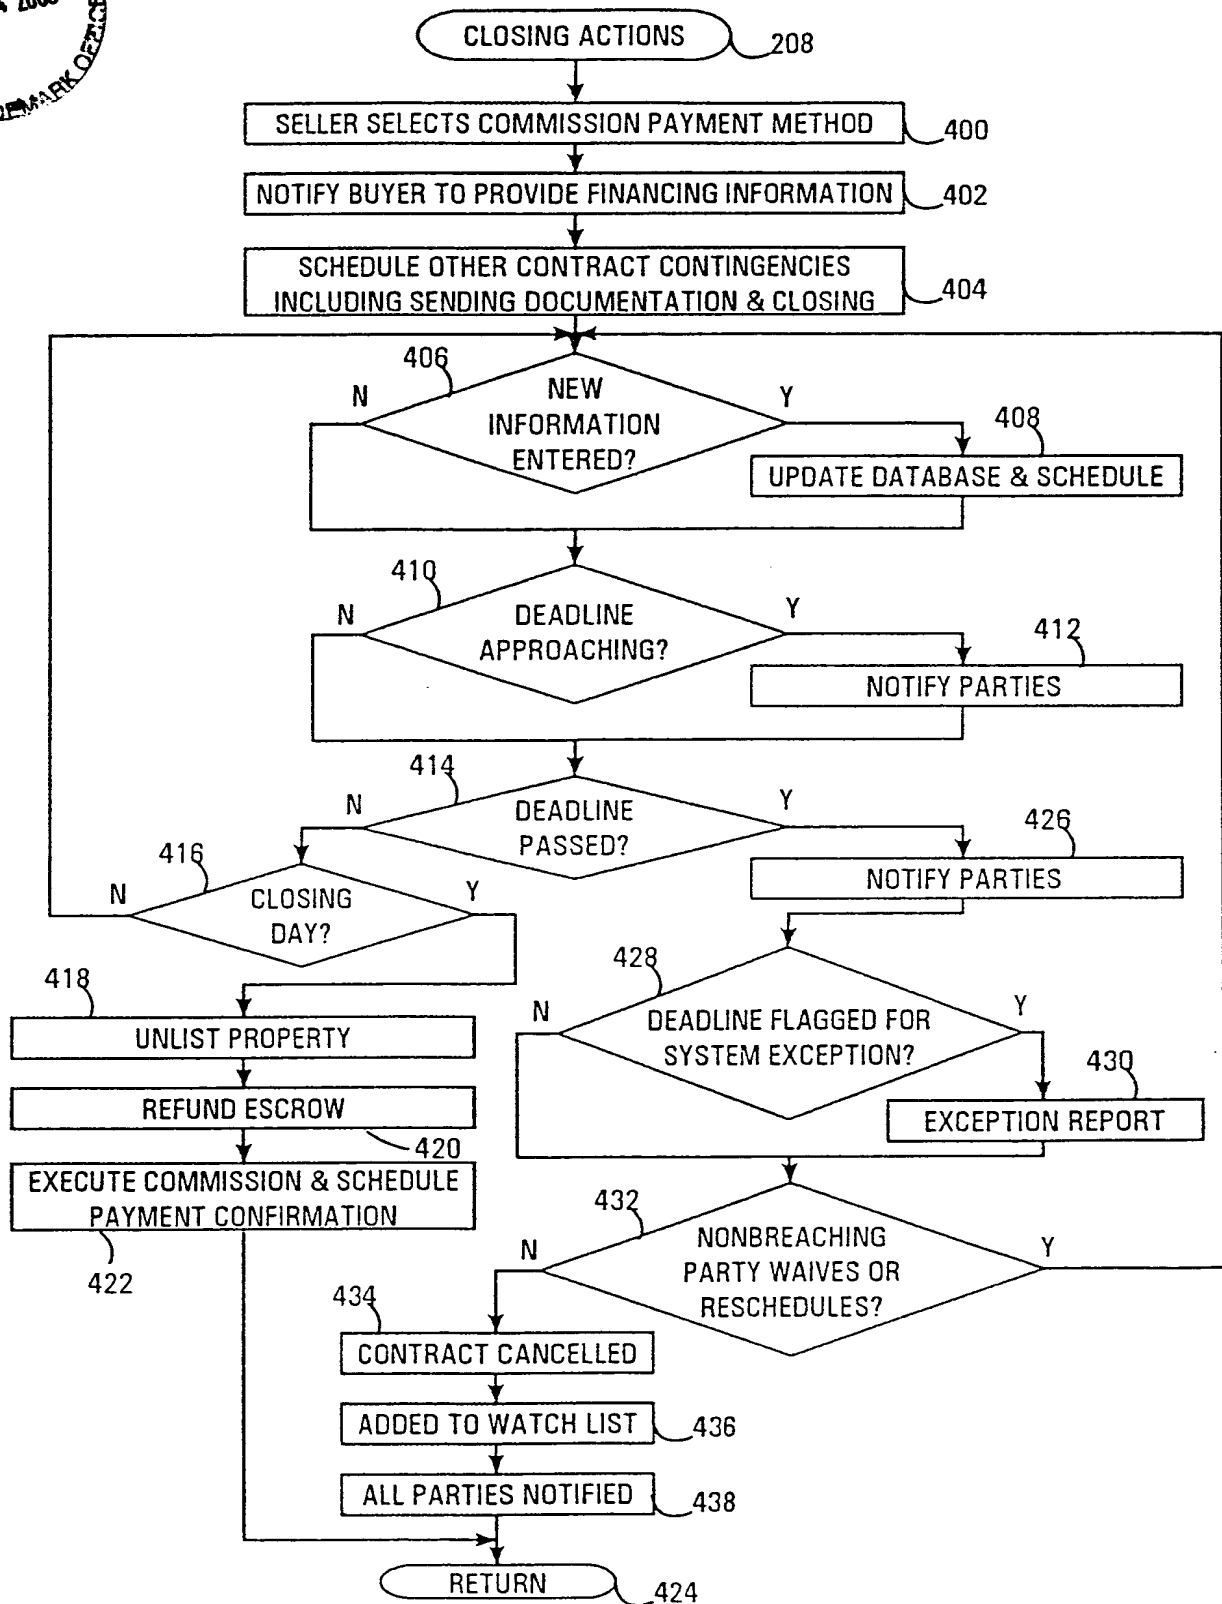 CLOSING ACTIONS
208
SELLER SELECTS COMMISSION PAYMENT METHOD
400
NOTIFY BUYER TO PROVIDE FINANCING INFORMATION
402
SCHEDULE OTHER CONTRACT CONTINGENCIES
INCLUDING SENDING DOCUMENTATION & CLOSING
404
406
N
NEW
INFORMATION
ENTERED?
Y
408
UPDATE DATABASE & SCHEDULE
410
N
DEADLINE
APPROACHING?
Y
412
NOTIFY PARTIES
414
N
DEADLINE
PASSED?
Y
426
NOTIFY PARTIES
416
N
CLOSING
DAY?
Y
418
UNLIST PROPERTY
REFUND ESCROW
420
EXECUTE COMMISSION & SCHEDULE
PAYMENT CONFIRMATION
422
428
N
DEADLINE FLAGGED FOR
SYSTEM EXCEPTION?
Y
430
EXCEPTION REPORT
432
N
NONBREACHING
PARTY WAIVES OR
RESCHEDULES?
Y
434
CONTRACT CANCELLED
ADDED TO WATCH LIST
436
ALL PARTIES NOTIFIED
438
RETURN
424